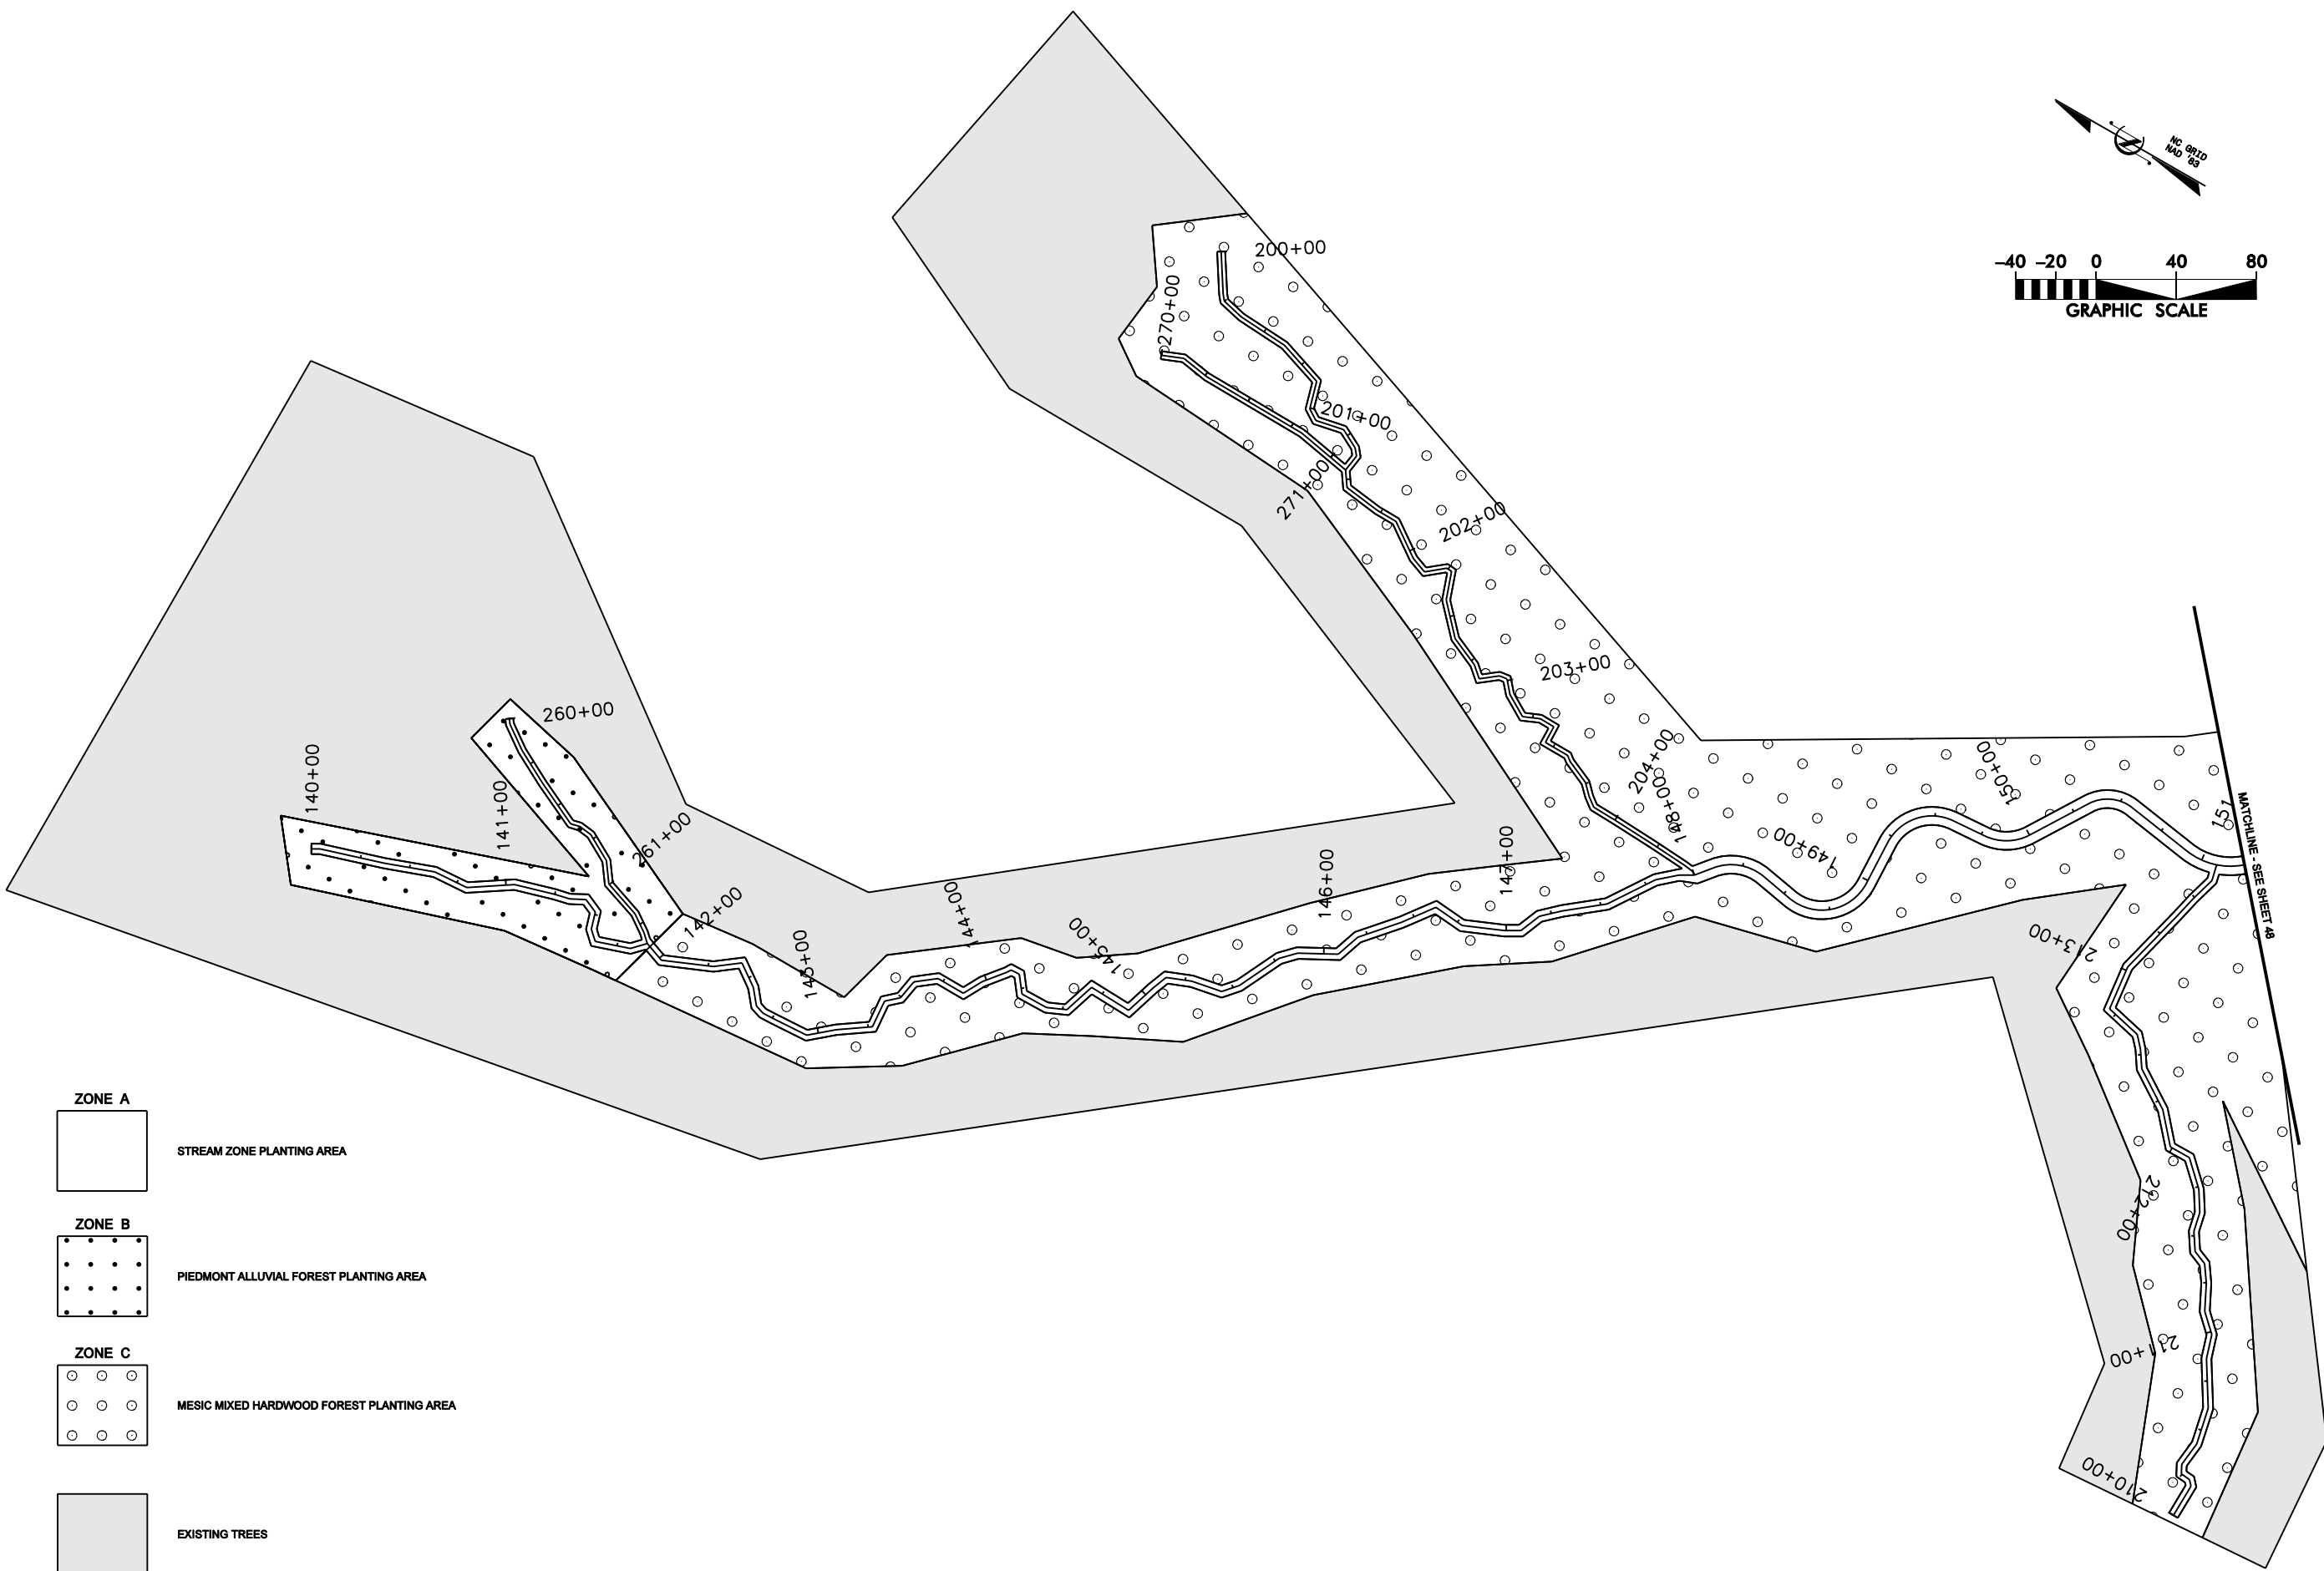 NC GRID
NAD '83
-40 -20 0 40 80
GRAPHIC SCALE
200+00
270+00
201+00
271+00
202+00
203+00
204+00
260+00
140+00
141+00
261+00
142+00
143+00
144+00
145+00
146+00
147+00
148+00
149+00
150+00
151
MATCHLINE - SEE SHEET 48
213+00
212+00
211+00
210+00
ZONE A
STREAM ZONE PLANTING AREA
ZONE B
PIEDMONT ALLUVIAL FOREST PLANTING AREA
ZONE C
MESIC MIXED HARDWOOD FOREST PLANTING AREA
EXISTING TREES